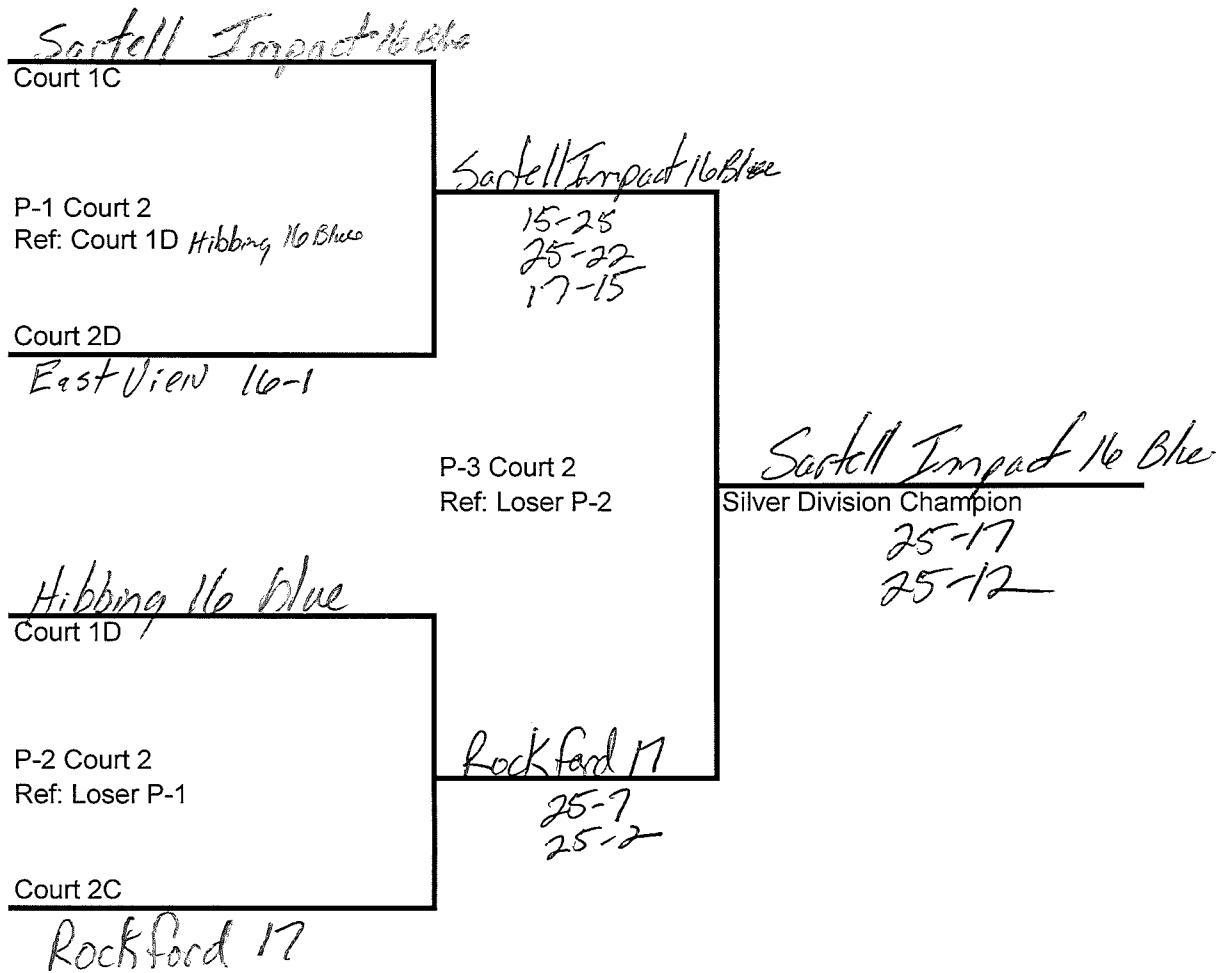 Sartell Impact 16 Blue
Court 1C
Sartell Impact 16 Blue
P-1 Court 2
Ref: Court 1D Hibbing 16 Blue
15-25
25-22
17-15
Court 2D
East View 16-1
P-3 Court 2
Ref: Loser P-2
Sartell Impact 16 Blue
Silver Division Champion
25-17
25-12
Hibbing 16 Blue
Court 1D
P-2 Court 2
Ref: Loser P-1
Rockford 17
25-7
25-2
Court 2C
Rockford 17